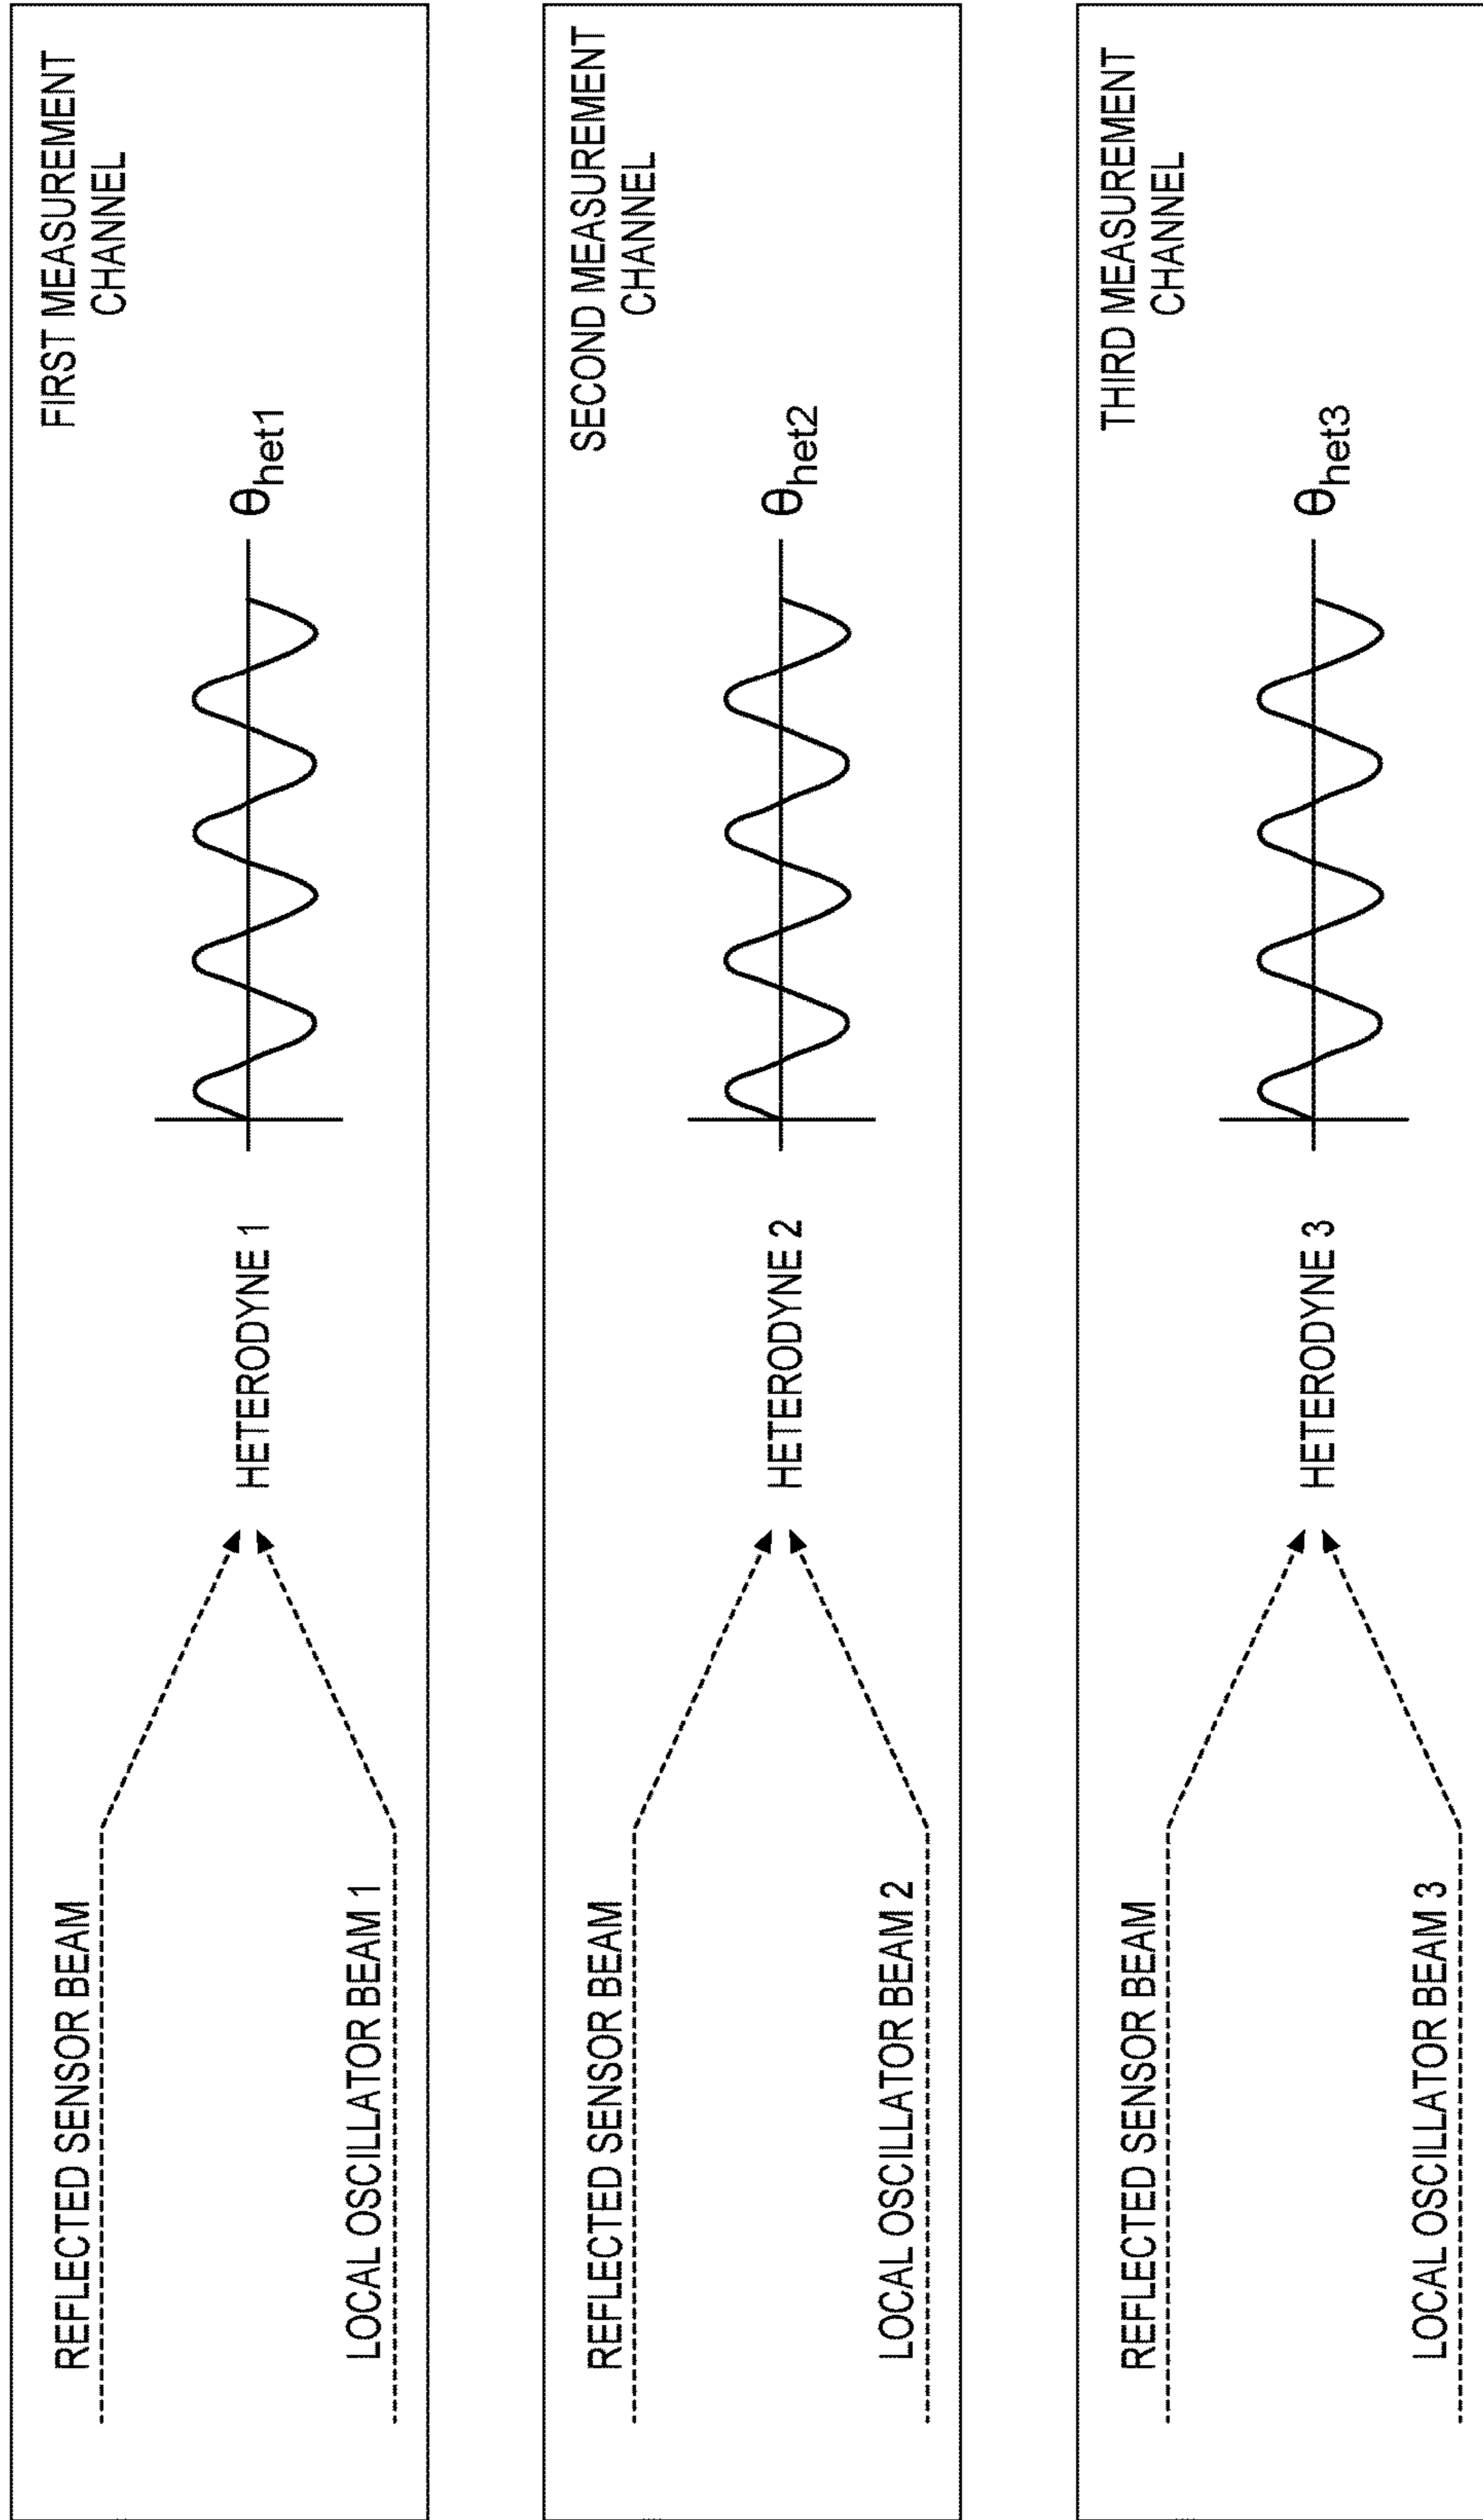 FIRST MEASUREMENT
CHANNEL
REFLECTED SENSOR BEAM
LOCAL OSCILLATOR BEAM 1
HETERODYNE 1
θhet1
SECOND MEASUREMENT
CHANNEL
REFLECTED SENSOR BEAM
LOCAL OSCILLATOR BEAM 2
HETERODYNE 2
θhet2
THIRD MEASUREMENT
CHANNEL
REFLECTED SENSOR BEAM
LOCAL OSCILLATOR BEAM 3
HETERODYNE 3
θhet3